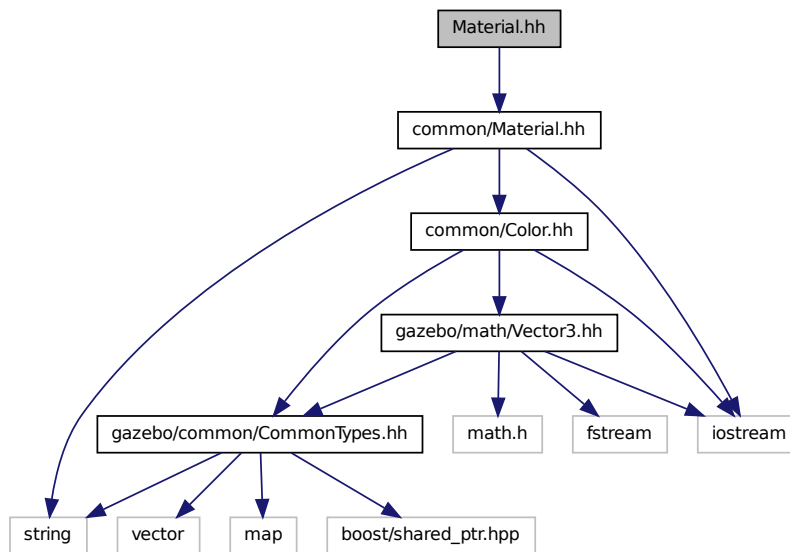 Material.hh
common/Material.hh
common/Color.hh
gazebo/math/Vector3.hh
gazebo/common/CommonTypes.hh
math.h
fstream
iostream
string
vector
map
boost/shared_ptr.hpp